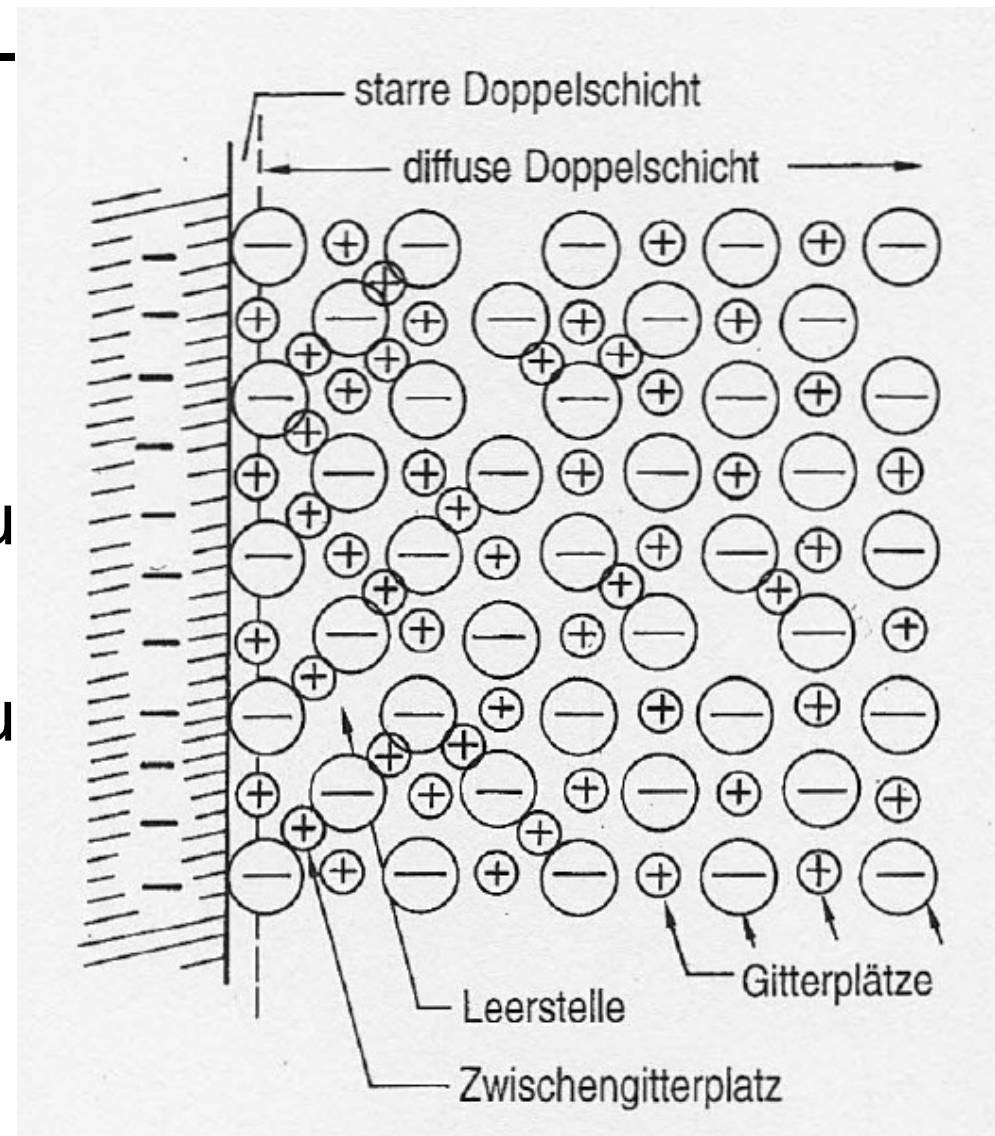 starre Doppelschicht
diffuse Doppelschicht
u
u
Gitterplätze
Leerstelle
Zwischengitterplatz